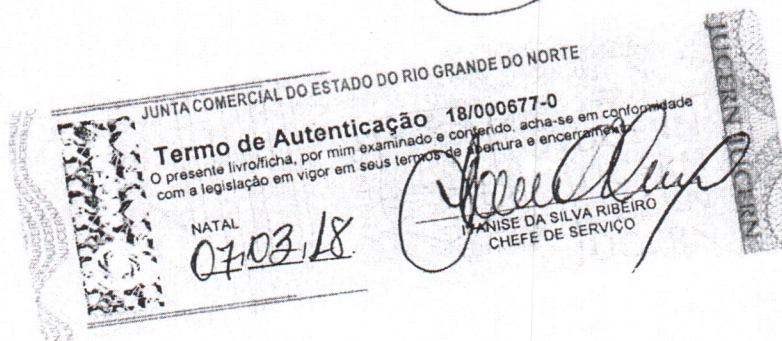 JUNTA COMERCIAL DO ESTADO DO RIO GRANDE DO NORTE
Termo de Autenticação 18/000677-0
O presente livro/ficha, por mim examinado e conferido, acha-se em conformidade
com a legislação em vigor em seus termos de abertura e encerramento
NATAL
07.03.18
DA SILVA RIBEIRO
CHEFE DE SERVIÇO
JUCERN JUCERN